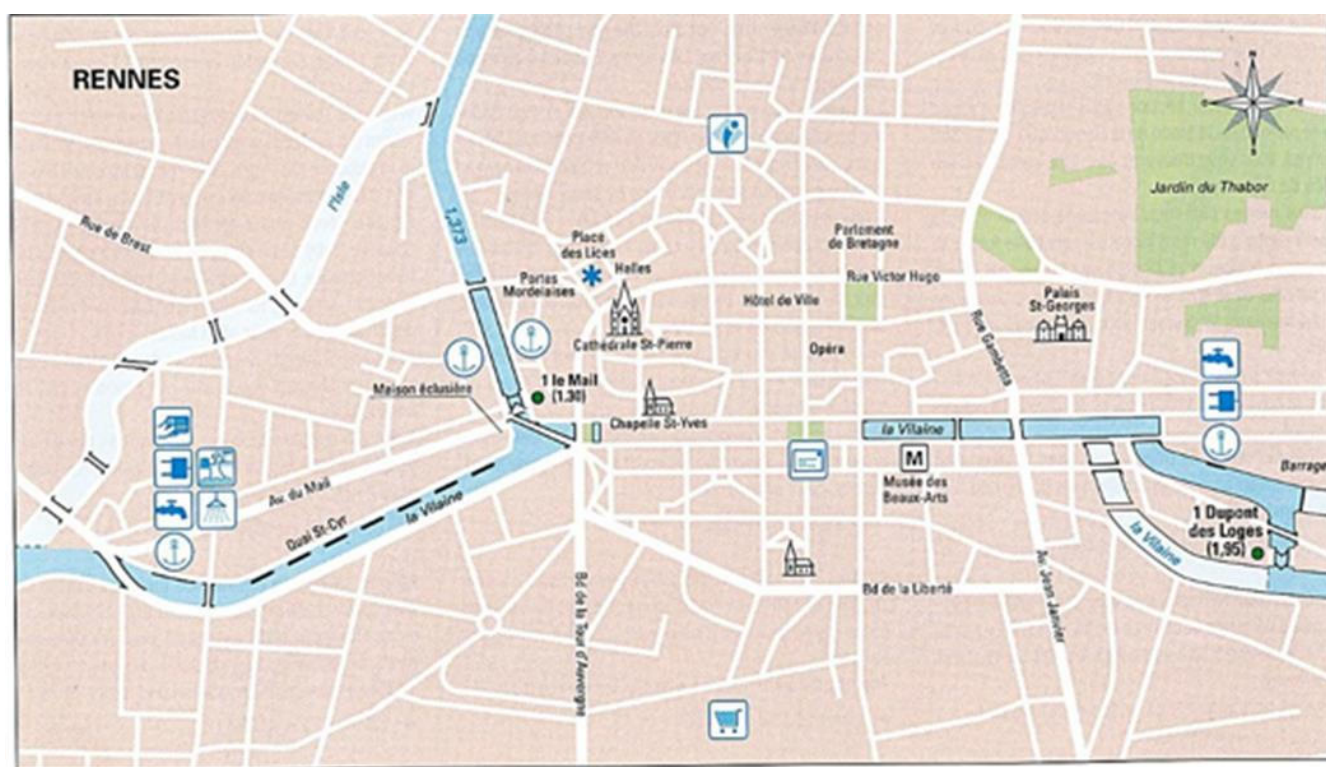 RENNES
N
E
S
Jardin du Thabor
l'Isle
1,373
Rue de Brest
Place
des Lices
Halles
Portes
Mordelaises
Parlement
de Bretagne
Rue Victor Hugo
Hôtel de Ville
Palais
St-Georges
Cathédrale St-Pierre
Opéra
Rue Gambetta
Maison éclusière
1 le Mail
(1.30)
Chapelle St-Yves
la Vilaine
M
Musée des
Beaux-Arts
Barrage
Av. du Mail
Quai St-Cyr
la Vilaine
1 Dupont
des Loges
(1,95)
la Vilaine
Bd de la Liberté
Av. Jean Janvier
Bd de la Tour d'Auvergne